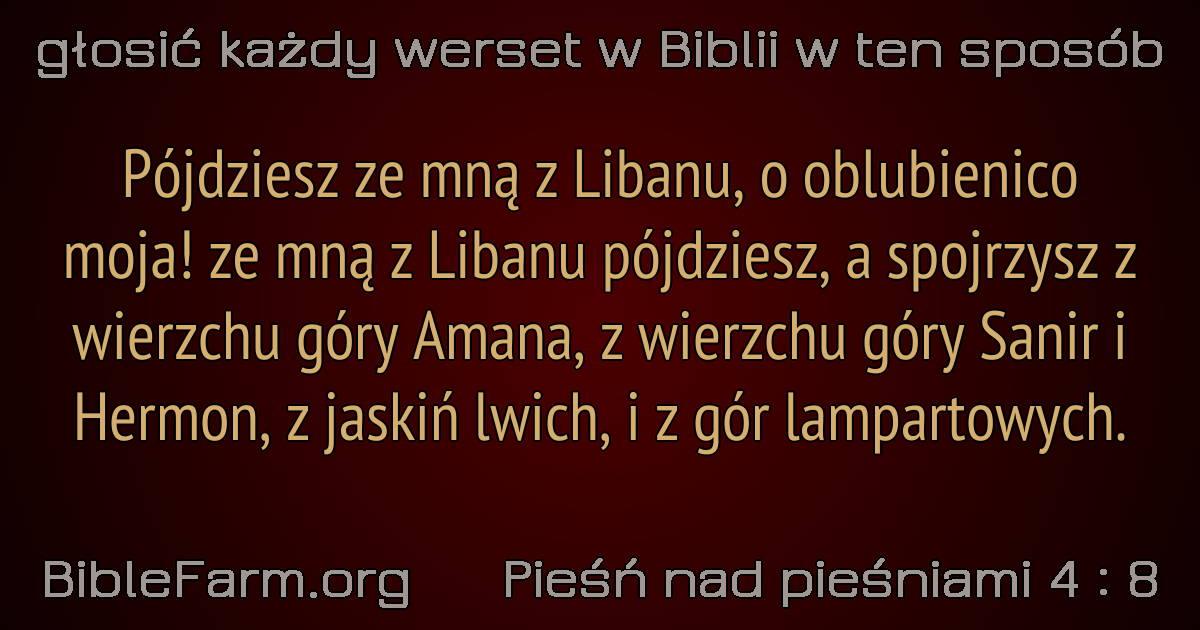 głosić każdy werset w Biblii w ten sposób
Pójdziesz ze mną z Libanu, o oblubienico
moja! ze mną z Libanu pójdziesz, a spojrzysz z
wierzchu góry Amana, z wierzchu góry Sanir i
Hermon, z jaskiń lwich, i z gór lampartowych.
BibleFarm.org
Pieśń nad pieśniami 4 : 8